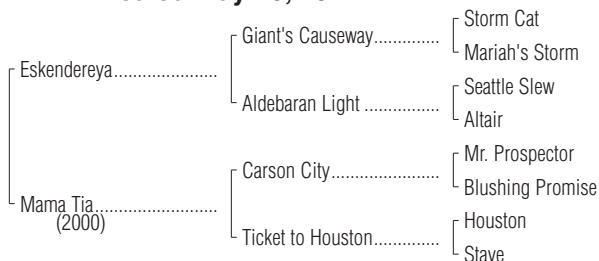 Storm Cat
Giant's Causeway
Mariah's Storm
Eskendereya
Seattle Slew
Aldebaran Light
Altair
Mr. Prospector
Carson City
Blushing Promise
Mama Tia
(2000)
Houston
Ticket to Houston
Stave